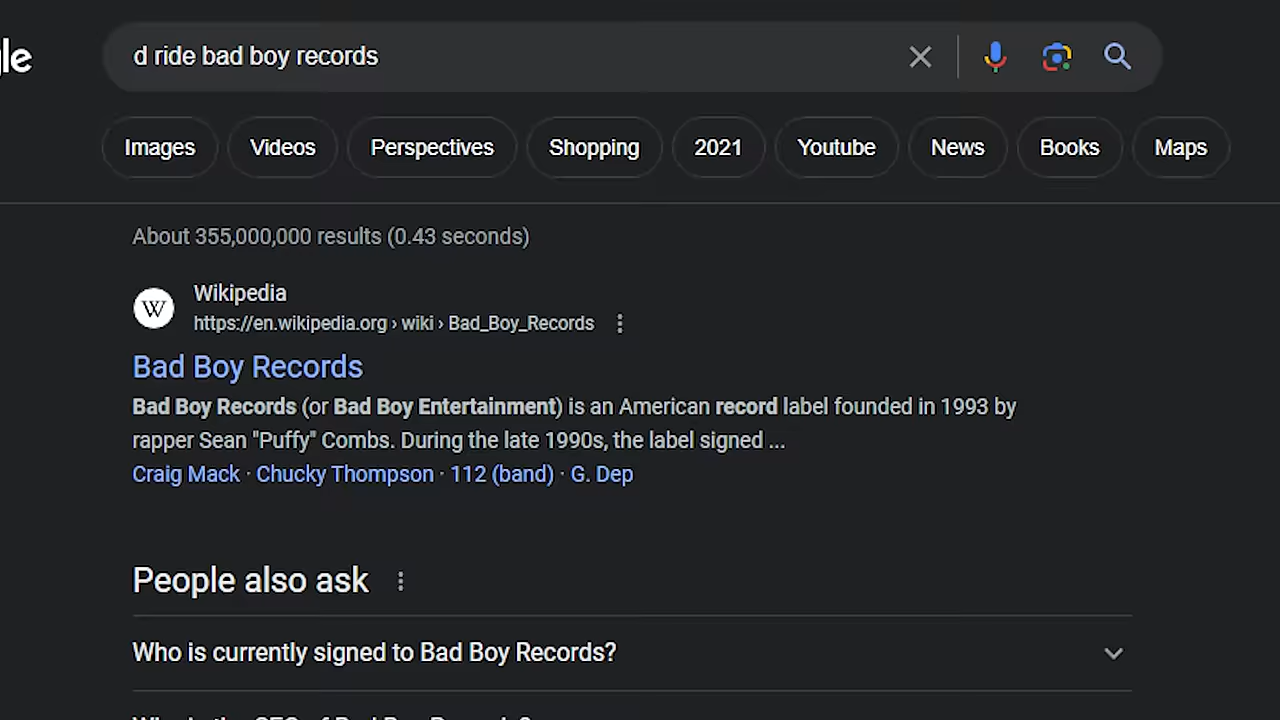 le
d ride bad boy records
Images Videos Perspectives Shopping 2021 Youtube News Books Maps
About 355,000,000 results (0.43 seconds)
W
Wikipedia
https://en.wikipedia.org › wiki › Bad_Boy_Records
Bad Boy Records
Bad Boy Records (or Bad Boy Entertainment) is an American record label founded in 1993 by
rapper Sean "Puffy" Combs. During the late 1990s, the label signed ...
Craig Mack · Chucky Thompson · 112 (band) · G. Dep
People also ask
Who is currently signed to Bad Boy Records?